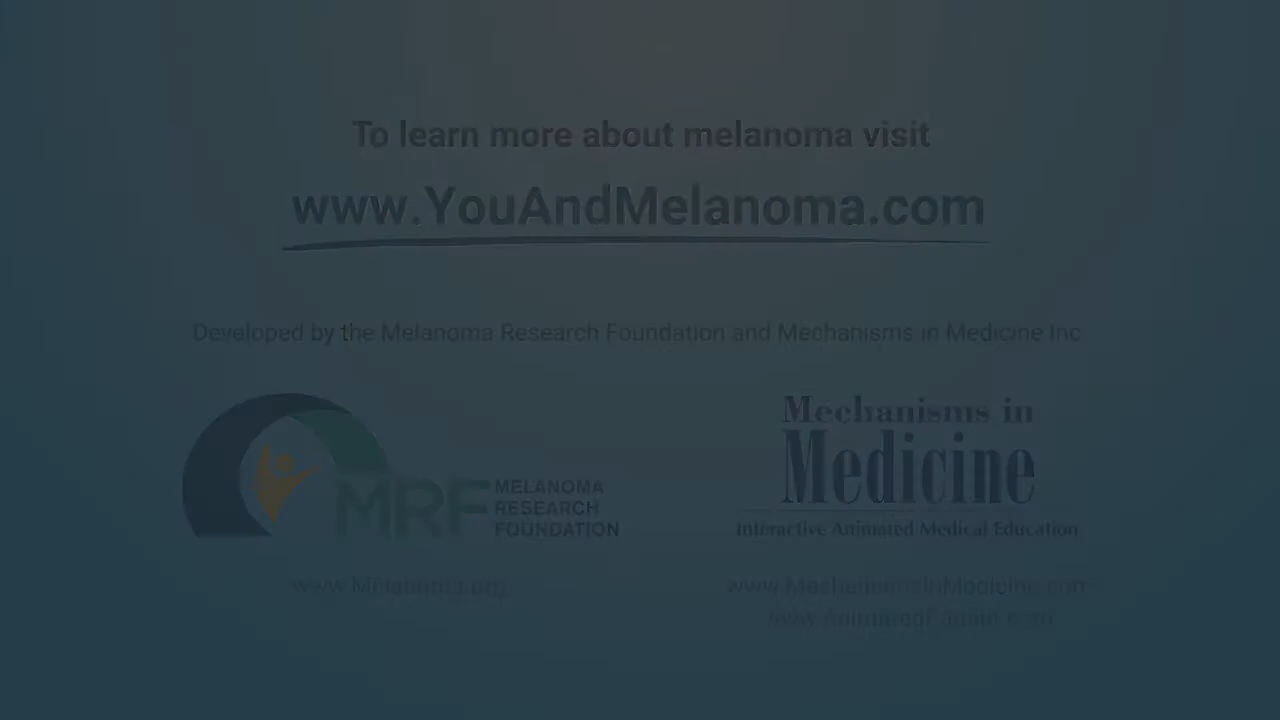 To learn more about melanoma visit
www.YouAndMelanoma.com
Developed by the Melanoma Research Foundation and Mechanisms in Medicine Inc
MRF MELANOMA
RESEARCH
FOUNDATION
Mechanisms in
Medicine
Interactive Animated Medical Education
www.Melanoma.org
www.MechanismsInMedicine.com